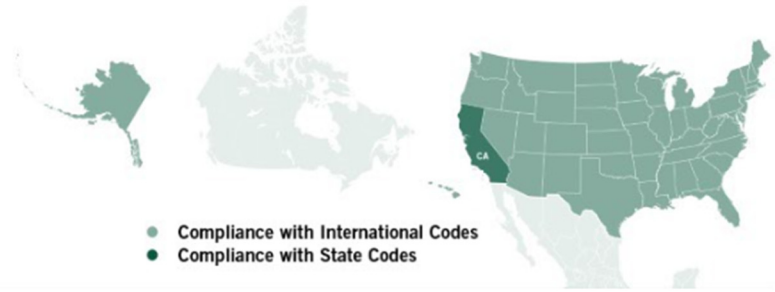 CA
Compliance with International Codes
Compliance with State Codes